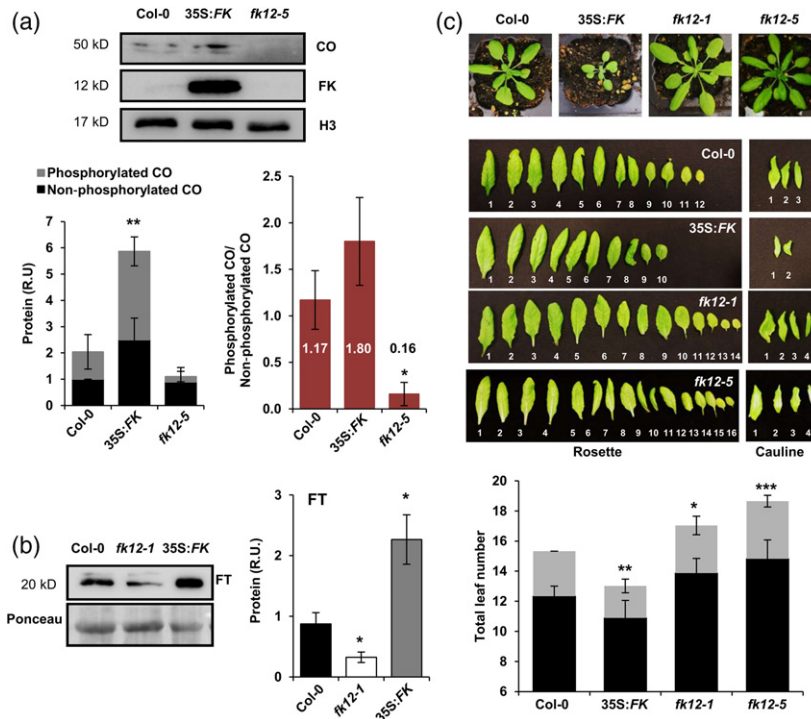 (a)
Col-0 35S:FK fk12-5
50 kD CO
12 kD FK
17 kD H3
Phosphorylated CO
Non-phosphorylated CO
Protein (R.U)
7
6
5
4
3
2
1
0
**
Col-0 35S:FK fk12-5
Phosphorylated CO/
Non-phosphorylated CO
2.5
2.0
1.5
1.0
0.5
0.0
1.17 1.80 0.16
*
Col-0 35S:FK fk12-5
(b)
Col-0 fk12-1 35S:FK
20 kD FT
Ponceau
FT
Protein (R.U.)
3
2
1
0
*
*
Col-0 fk12-1 35S:FK
(c)
Col-0 35S:FK fk12-1 fk12-5
Col-0
1 2 3 4 5 6 7 8 9 10 11 12
1 2 3
35S:FK
1 2 3 4 5 6 7 8 9 10
1 2
fk12-1
1 2 3 4 5 6 7 8 9 10 11 12 13 14
1 2 3 4
fk12-5
1 2 3 4 5 6 7 8 9 10 11 12 13 14 15 16
1 2 3 4
Rosette Cauline
Total leaf number
20
18
16
14
12
10
8
6
**
*
***
Col-0 35S:FK fk12-1 fk12-5